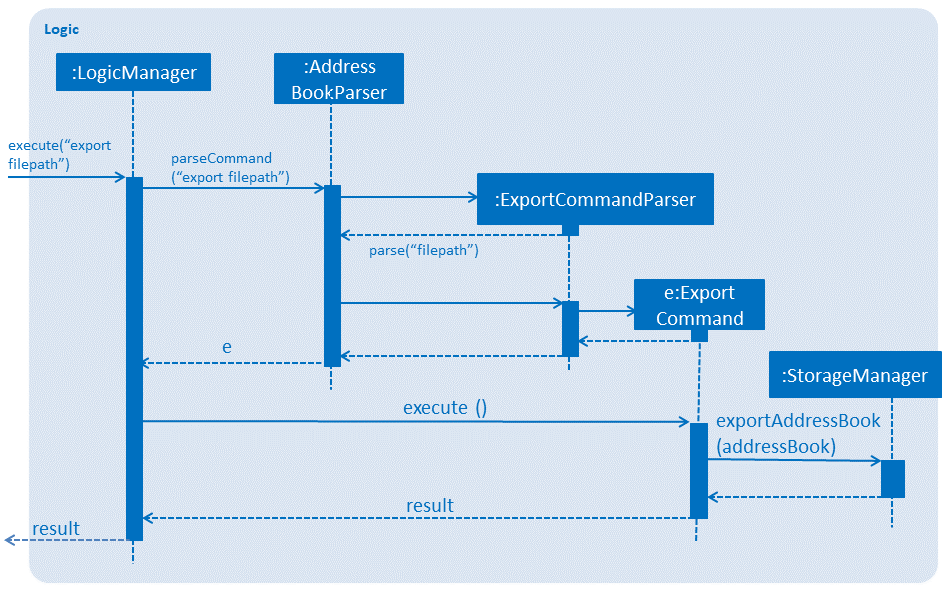 Logic
:LogicManager
:Address
BookParser
execute(“export
filepath”)
parseCommand
(“export filepath”)
:ExportCommandParser
parse(“filepath”)
e:Export
Command
e
:StorageManager
execute ()
exportAddressBook
(addressBook)
result
result